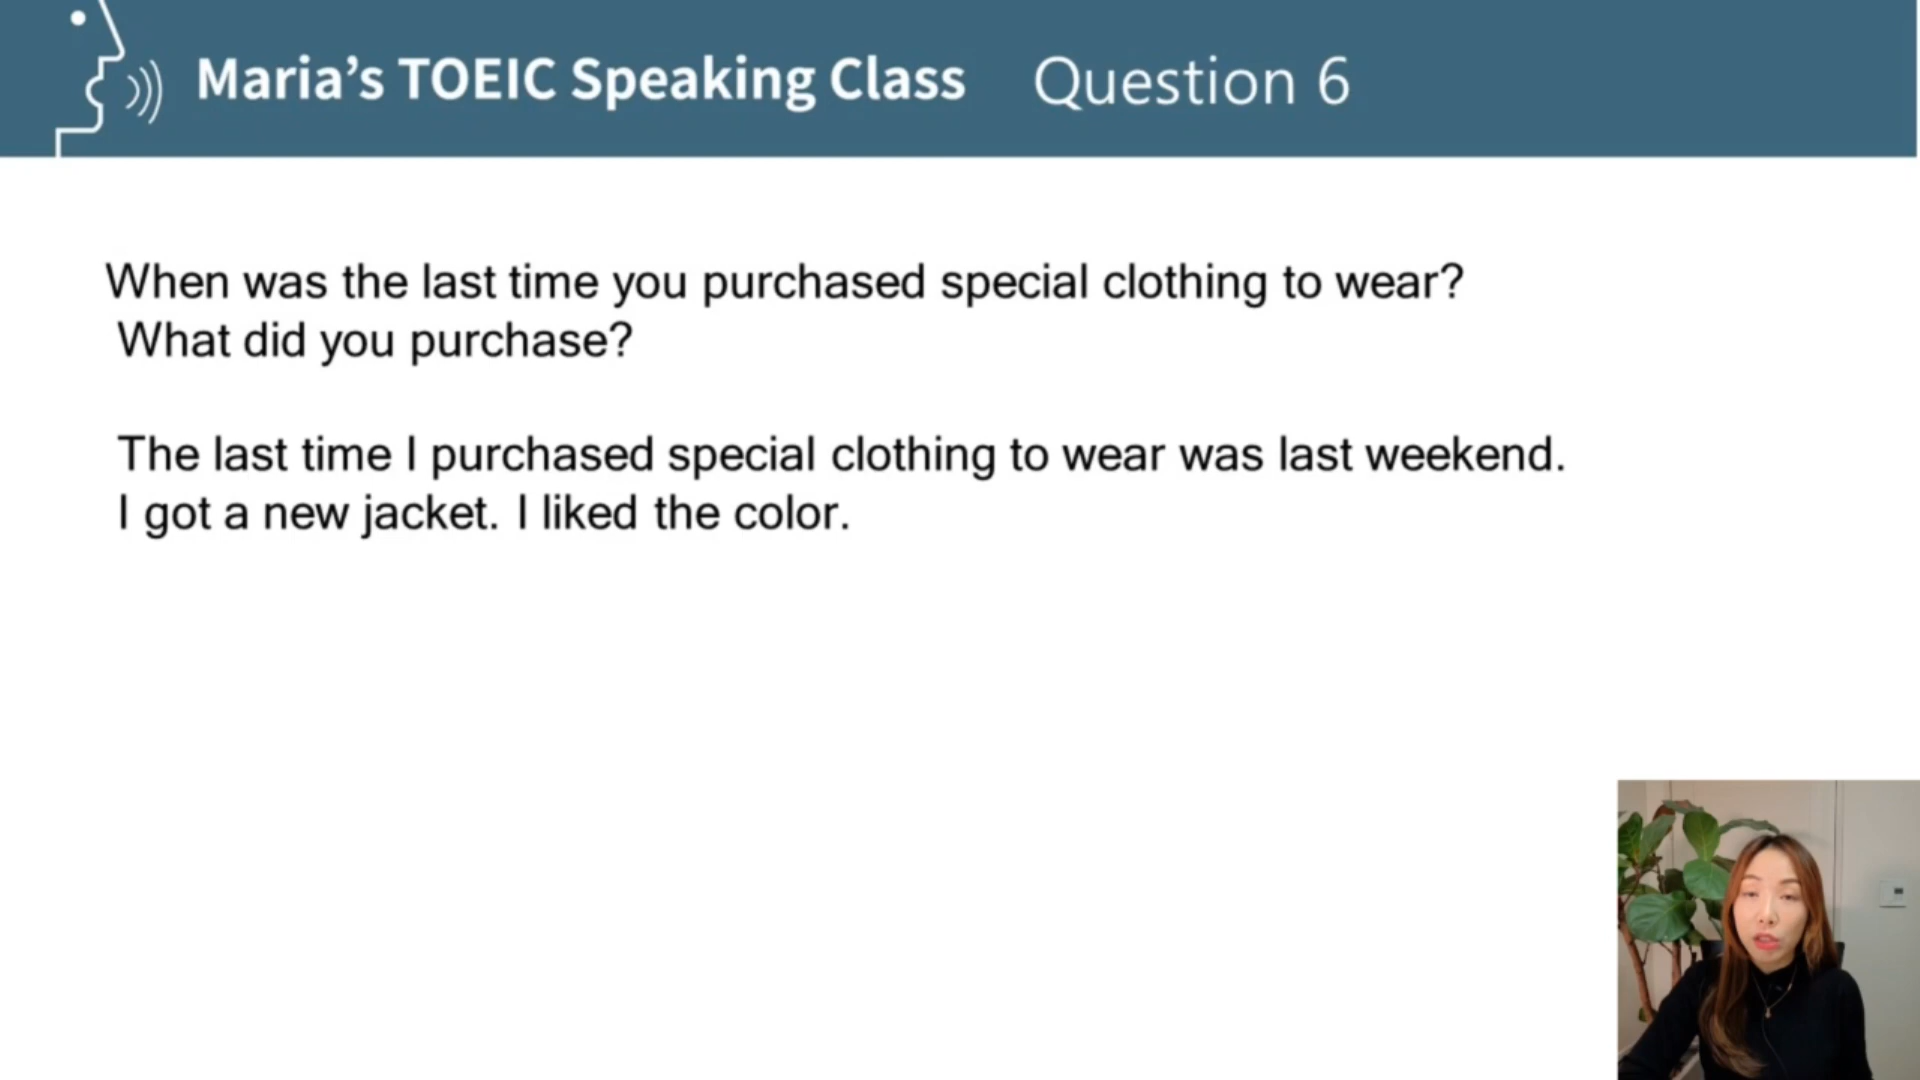 Maria's TOEIC Speaking Class Question 6
When was the last time you purchased special clothing to wear?
What did you purchase?
The last time I purchased special clothing to wear was last weekend.
I got a new jacket. I liked the color.